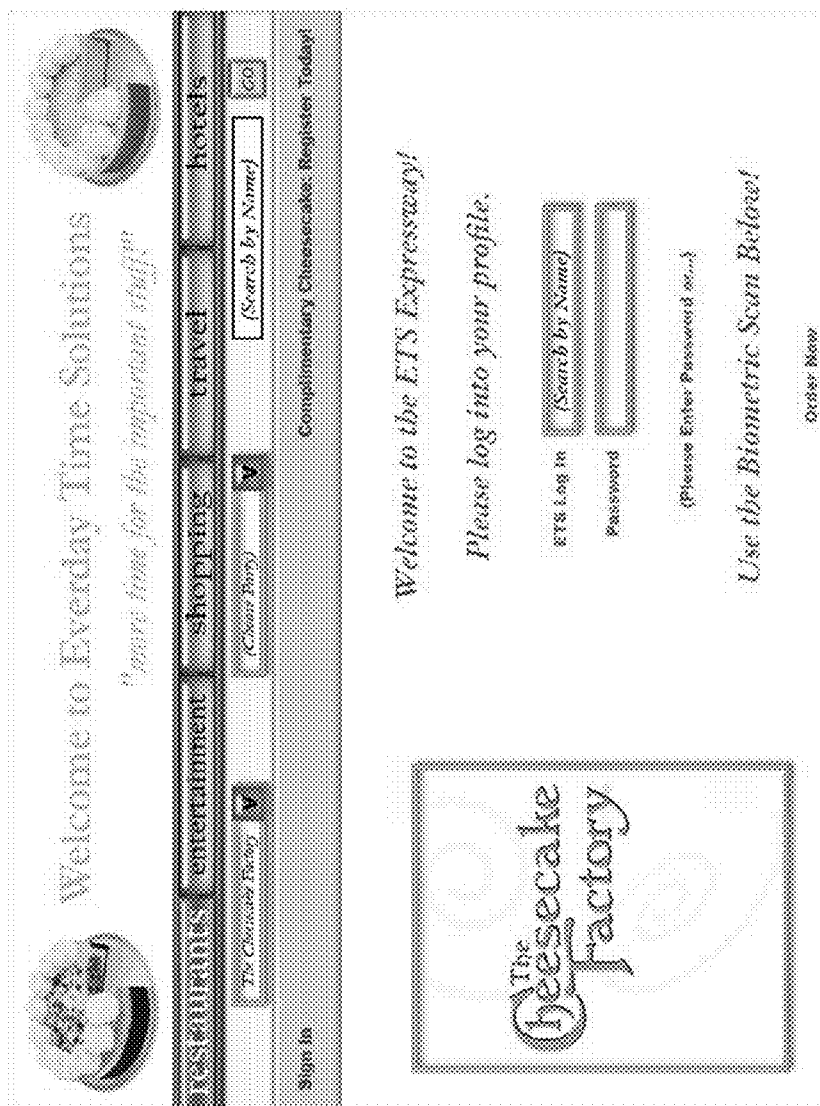 Welcome to Everday Time Solutions
"more time for the important stuff!"
restaurants entertainment shopping travel hotels
The Cheesecake Factory V (Choose Party) V (Search by Name) GO
Sign In Complimentary Cheesecake: Register Today!
The
Cheesecake
Factory
Welcome to the ETS Expressway!
Please log into your profile.
ETS Log In (Search by Name)
Password
(Please Enter Password or...)
Use the Biometric Scan Below!
Order Now